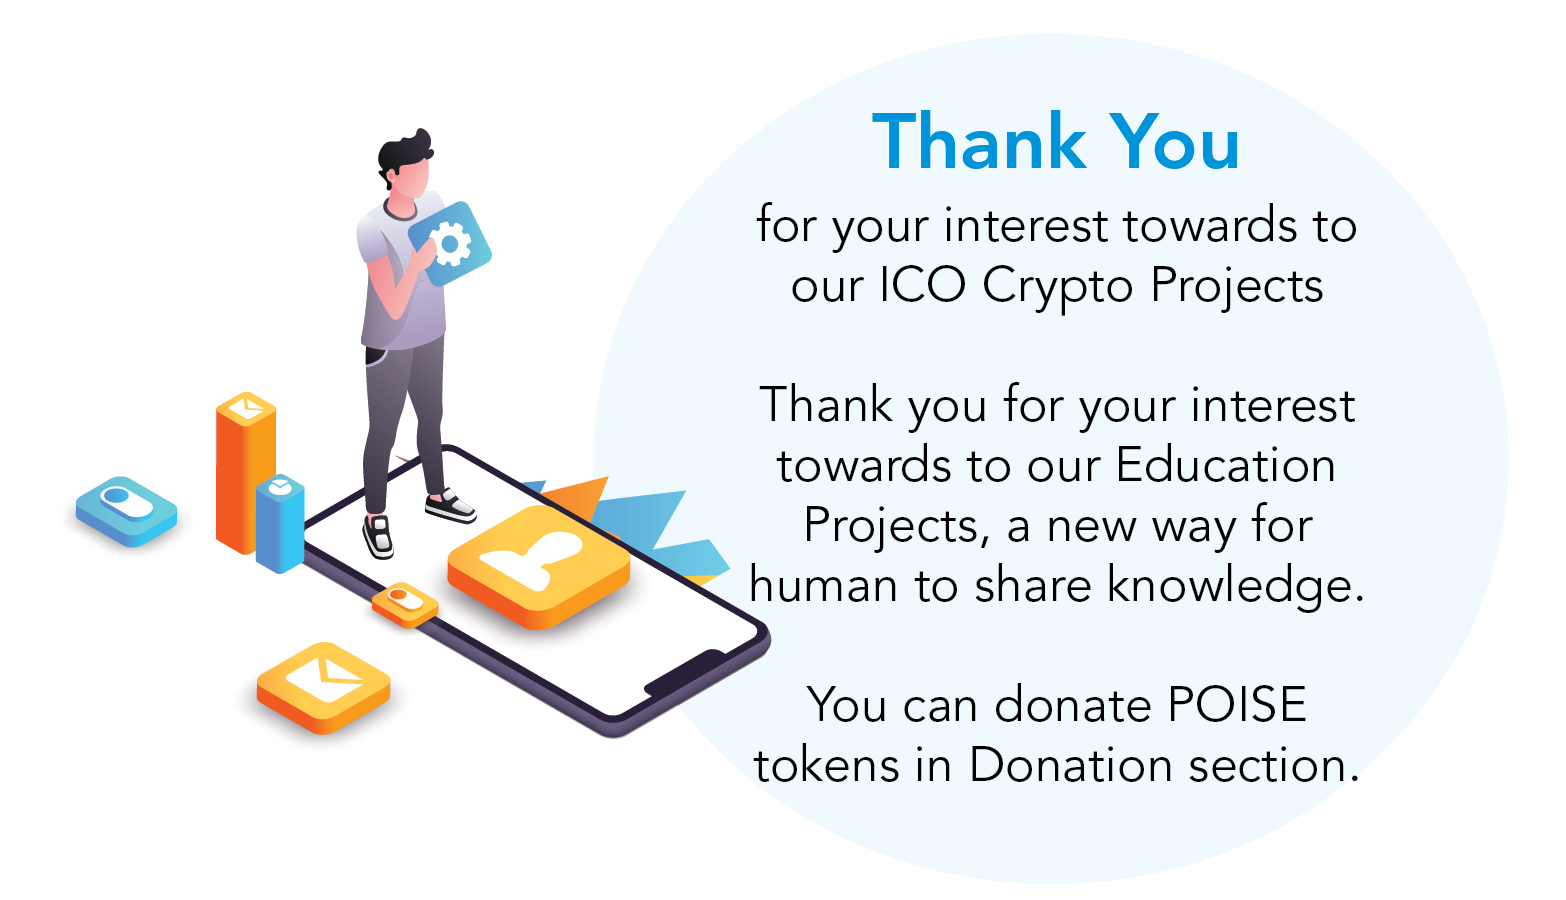 Thank You
for your interest towards to
our ICO Crypto Projects
Thank you for your interest
towards to our Education
Projects, a new way for
human to share knowledge.
You can donate POISE
tokens in Donation section.